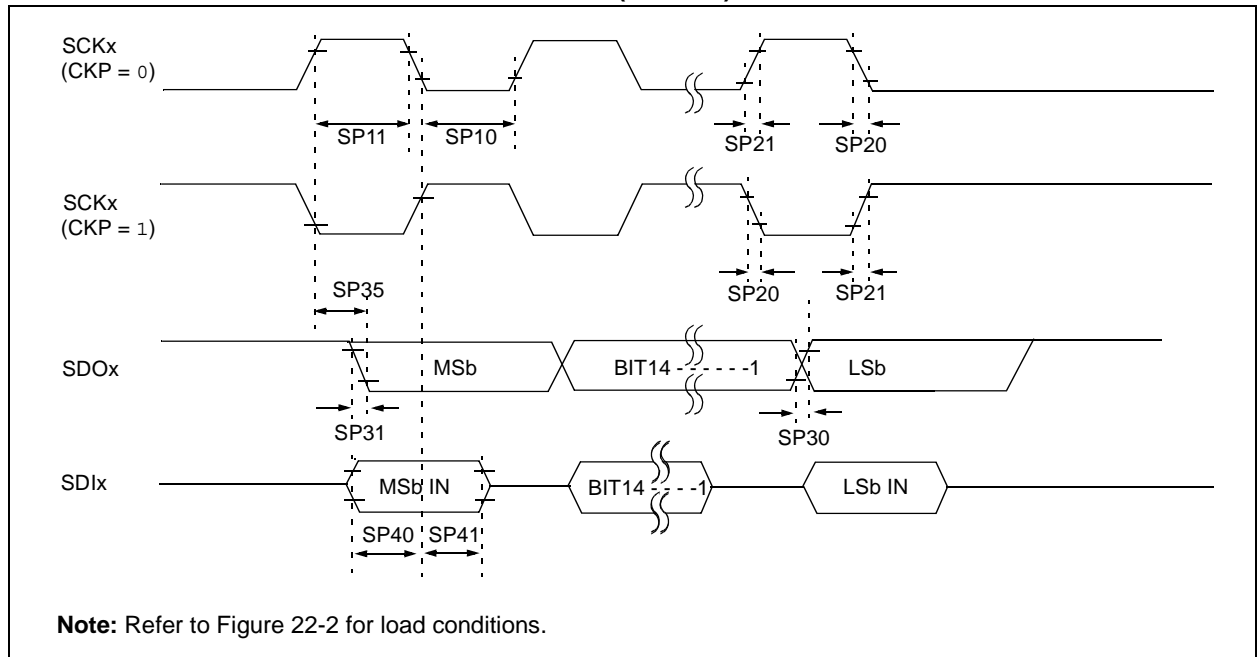 SCKx
(CKP = 0)
SP11
SP10
SP21
SP20
SCKx
(CKP = 1)
SP35
SP20
SP21
SDOx
MSb
BIT14 - - - - - -1
LSb
SP31
SP30
SDIx
MSb IN
BIT14 - - - -1
LSb IN
SP40
SP41
Note: Refer to Figure 22-2 for load conditions.